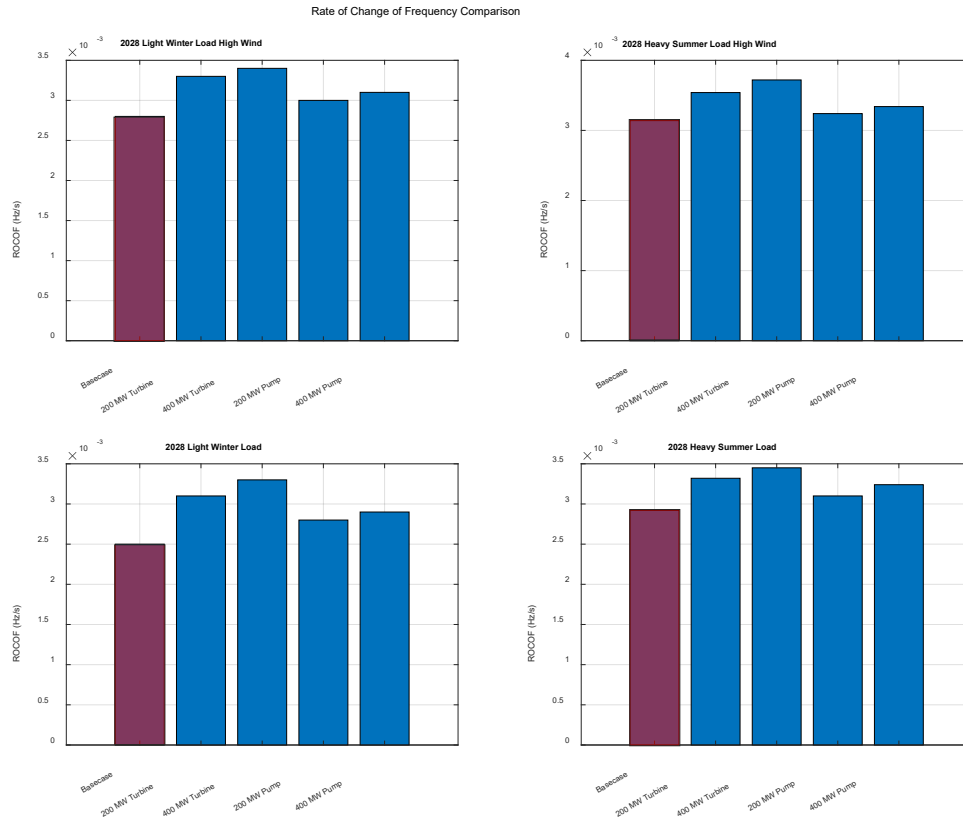 Rate of Change of Frequency Comparison
× 10 -3
2028 Light Winter Load High Wind
3.5
3
2.5
2
1.5
1
0.5
0
ROCOF (Hz/s)
Basecase
200 MW Turbine
400 MW Turbine
200 MW Pump
400 MW Pump
× 10 -3
2028 Heavy Summer Load High Wind
4
3
2
1
0
ROCOF (Hz/s)
Basecase
200 MW Turbine
400 MW Turbine
200 MW Pump
400 MW Pump
× 10 -3
2028 Light Winter Load
3.5
3
2.5
2
1.5
1
0.5
0
ROCOF (Hz/s)
Basecase
200 MW Turbine
400 MW Turbine
200 MW Pump
400 MW Pump
× 10 -3
2028 Heavy Summer Load
3.5
3
2.5
2
1.5
1
0.5
0
ROCOF (Hz/s)
Basecase
200 MW Turbine
400 MW Turbine
200 MW Pump
400 MW Pump